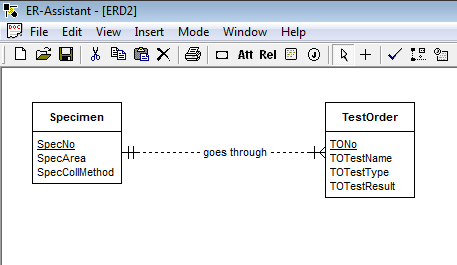 ER-Assistant - [ERD2]
DOC File Edit View Insert Mode Window Help
Att Rel
Specimen
SpecNo
SpecArea
SpecCollMethod
goes through
TestOrder
TONo
TOTestName
TOTestType
TOTestResult